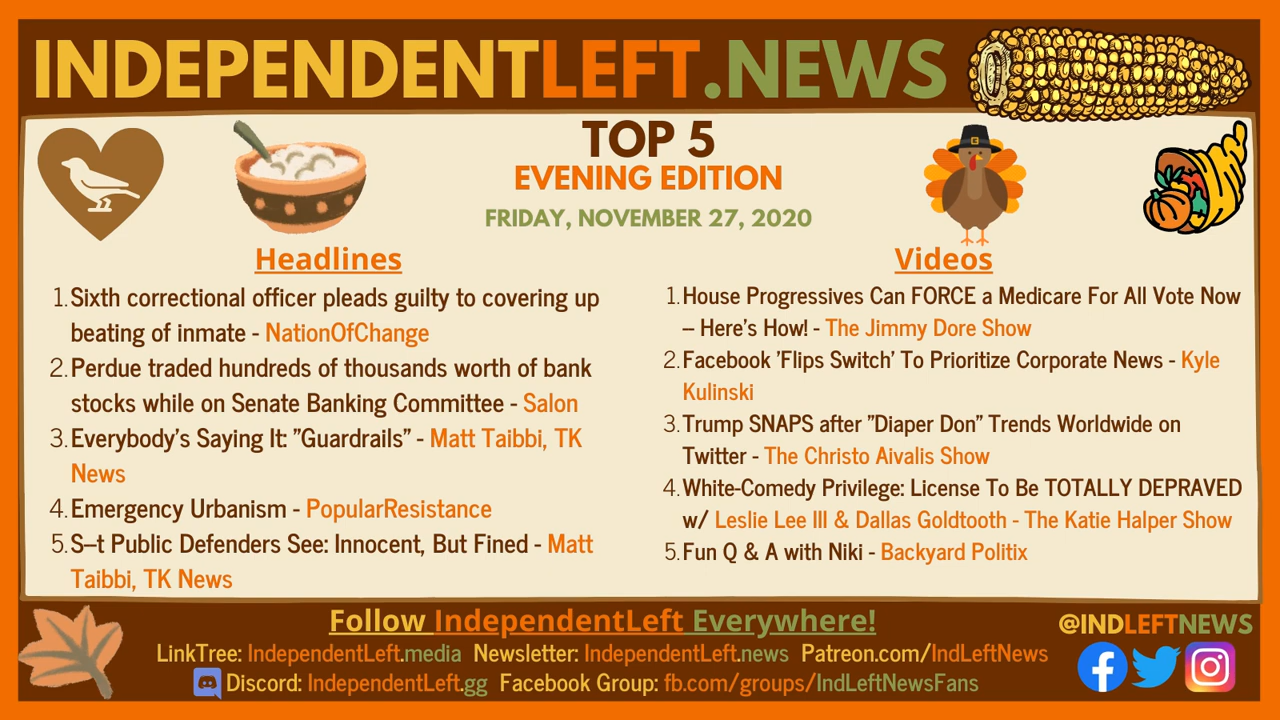 INDEPENDENTLEFT.NEWS
TOP 5
EVENING EDITION
FRIDAY, NOVEMBER 27, 2020
Headlines
1. Sixth correctional officer pleads guilty to covering up
beating of inmate - NationOfChange
2. Perdue traded hundreds of thousands worth of bank
stocks while on Senate Banking Committee - Salon
3. Everybody's Saying It: "Guardrails" - Matt Taibbi, TK
News
4. Emergency Urbanism - PopularResistance
5. S–t Public Defenders See: Innocent, But Fined - Matt
Taibbi, TK News
Videos
1. House Progressives Can FORCE a Medicare For All Vote Now
– Here's How! - The Jimmy Dore Show
2. Facebook 'Flips Switch' To Prioritize Corporate News - Kyle
Kulinski
3. Trump SNAPS after "Diaper Don" Trends Worldwide on
Twitter - The Christo Aivalis Show
4. White-Comedy Privilege: License To Be TOTALLY DEPRAVED
w/ Leslie Lee III & Dallas Goldtooth - The Katie Halper Show
5. Fun Q & A with Niki - Backyard Politix
Follow IndependentLeft Everywhere!
LinkTree: IndependentLeft.media Newsletter: IndependentLeft.news Patreon.com/IndLeftNews
Discord: IndependentLeft.gg Facebook Group: fb.com/groups/IndLeftNewsFans
@INDLEFTNEWS